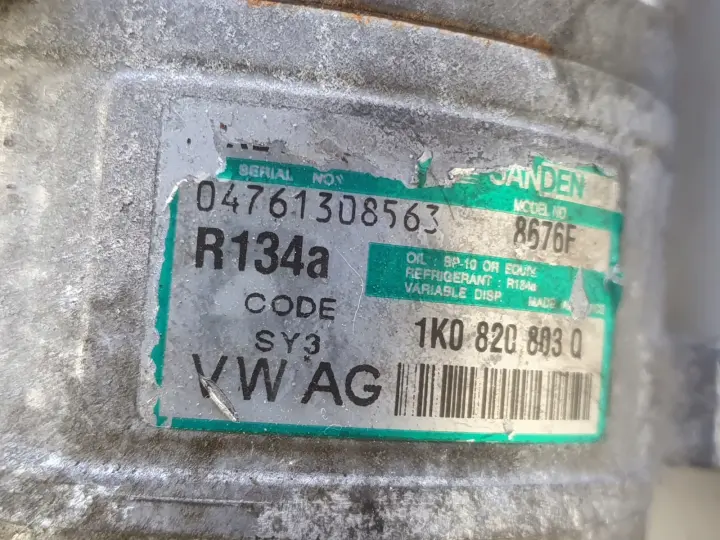 SERIAL NO.
SANDEN
04761308563
MODEL NO.
8676F
R134a
OIL : SP-10 OR EQUIV.
REFRIGERANT : R134a
VARIABLE DISP.
MADE
CODE
SY3
1K0 820 803 Q
VW AG